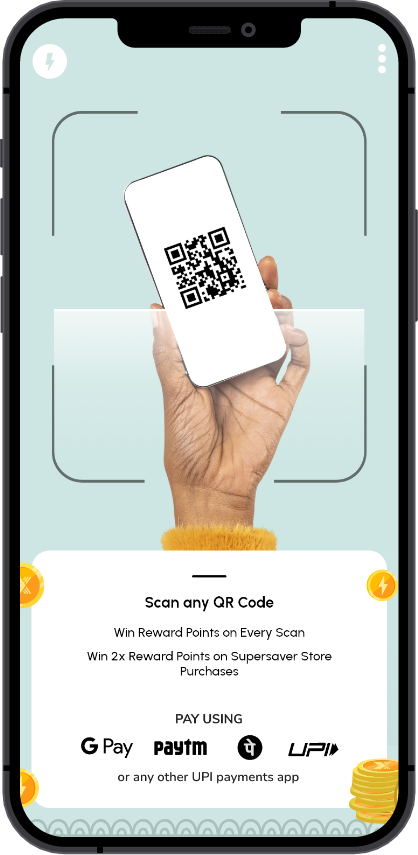 Scan any QR Code
Win Reward Points on Every Scan
Win 2x Reward Points on Supersaver Store
Purchases
PAY USING
G Pay paytm पे UPI
or any other UPI payments app